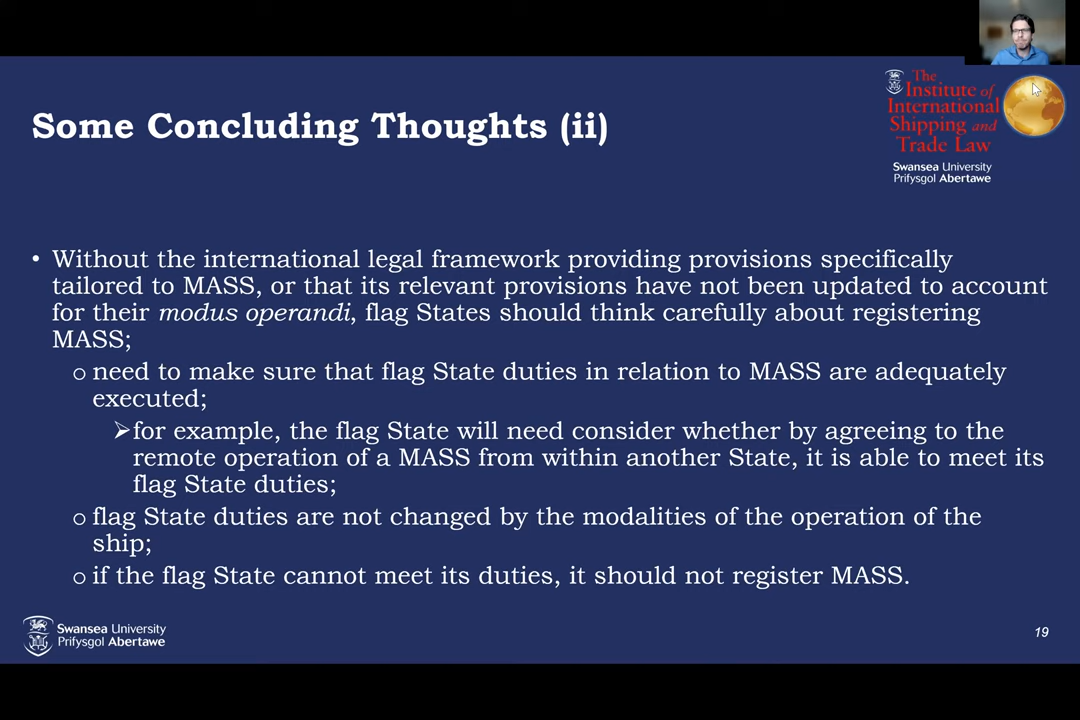 The
Institute of
International
Shipping and
Trade Law
Swansea University
Prifysgol Abertawe
Some Concluding Thoughts (ii)
• Without the international legal framework providing provisions specifically
tailored to MASS, or that its relevant provisions have not been updated to account
for their modus operandi, flag States should think carefully about registering
MASS;
o need to make sure that flag State duties in relation to MASS are adequately
executed;
➢for example, the flag State will need consider whether by agreeing to the
remote operation of a MASS from within another State, it is able to meet its
flag State duties;
o flag State duties are not changed by the modalities of the operation of the
ship;
o if the flag State cannot meet its duties, it should not register MASS.
Swansea University
Prifysgol Abertawe
19